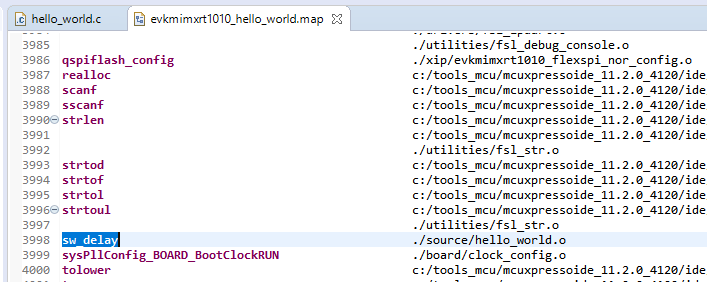 hello_world.c evkmimxrt1010_hello_world.map
3985 ./utilities/fsl_debug_console.o
3986 qspiflash_config ./xip/evkmimxrt1010_flexspi_nor_config.o
3987 realloc c:/tools_mcu/mcuxpressoide_11.2.0_4120/ide
3988 scanf c:/tools_mcu/mcuxpressoide_11.2.0_4120/ide
3989 sscanf c:/tools_mcu/mcuxpressoide_11.2.0_4120/ide
3990 strlen c:/tools_mcu/mcuxpressoide_11.2.0_4120/ide
3991 c:/tools_mcu/mcuxpressoide_11.2.0_4120/ide
3992 ./utilities/fsl_str.o
3993 strtod c:/tools_mcu/mcuxpressoide_11.2.0_4120/ide
3994 strtof c:/tools_mcu/mcuxpressoide_11.2.0_4120/ide
3995 strtol c:/tools_mcu/mcuxpressoide_11.2.0_4120/ide
3996 strtoul c:/tools_mcu/mcuxpressoide_11.2.0_4120/ide
3997 ./utilities/fsl_str.o
3998 sw_delay ./source/hello_world.o
3999 sysPllConfig_BOARD_BootClockRUN ./board/clock_config.o
4000 tolower c:/tools_mcu/mcuxpressoide_11.2.0_4120/ide